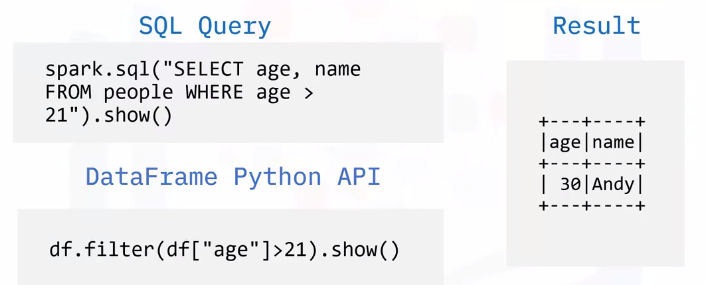 SQL Query
spark.sql("SELECT age, name
FROM people WHERE age >
21").show()
DataFrame Python API
df.filter(df["age"]>21).show()
Result
+---+----+
|age|name|
+---+----+
| 30|Andy|
+---+----+